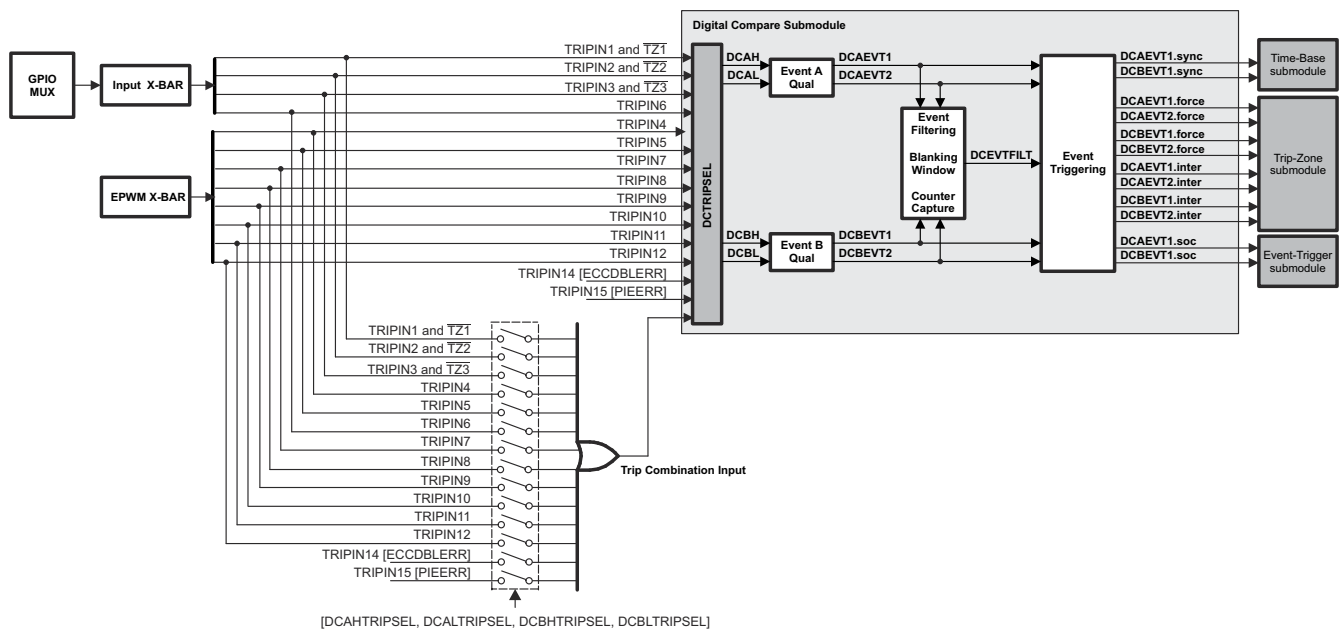 Digital Compare Submodule
GPIO
MUX
Input X-BAR
EPWM X-BAR
TRIPIN1 and TZ1
TRIPIN2 and TZ2
TRIPIN3 and TZ3
TRIPIN6
TRIPIN4
TRIPIN5
TRIPIN7
TRIPIN8
TRIPIN9
TRIPIN10
TRIPIN11
TRIPIN12
TRIPIN14 [ECCDBLERR]
TRIPIN15 [PIEERR]
DCTRIPSEL
DCAH
DCAL
Event A
Qual
DCAEVT1
DCAEVT2
DCBH
DCBL
Event B
Qual
DCBEVT1
DCBEVT2
Event
Filtering
Blanking
Window
Counter
Capture
DCEVTFILT
Event
Triggering
DCAEVT1.sync
DCBEVT1.sync
DCAEVT1.force
DCAEVT2.force
DCBEVT1.force
DCBEVT2.force
DCAEVT1.inter
DCAEVT2.inter
DCBEVT1.inter
DCBEVT2.inter
DCAEVT1.soc
DCBEVT1.soc
Time-Base
submodule
Trip-Zone
submodule
Event-Trigger
submodule
TRIPIN1 and TZ1
TRIPIN2 and TZ2
TRIPIN3 and TZ3
TRIPIN4
TRIPIN5
TRIPIN6
TRIPIN7
TRIPIN8
TRIPIN9
TRIPIN10
TRIPIN11
TRIPIN12
TRIPIN14 [ECCDBLERR]
TRIPIN15 [PIEERR]
Trip Combination Input
[DCAHTRIPSEL, DCALTRIPSEL, DCBHTRIPSEL, DCBLTRIPSEL]